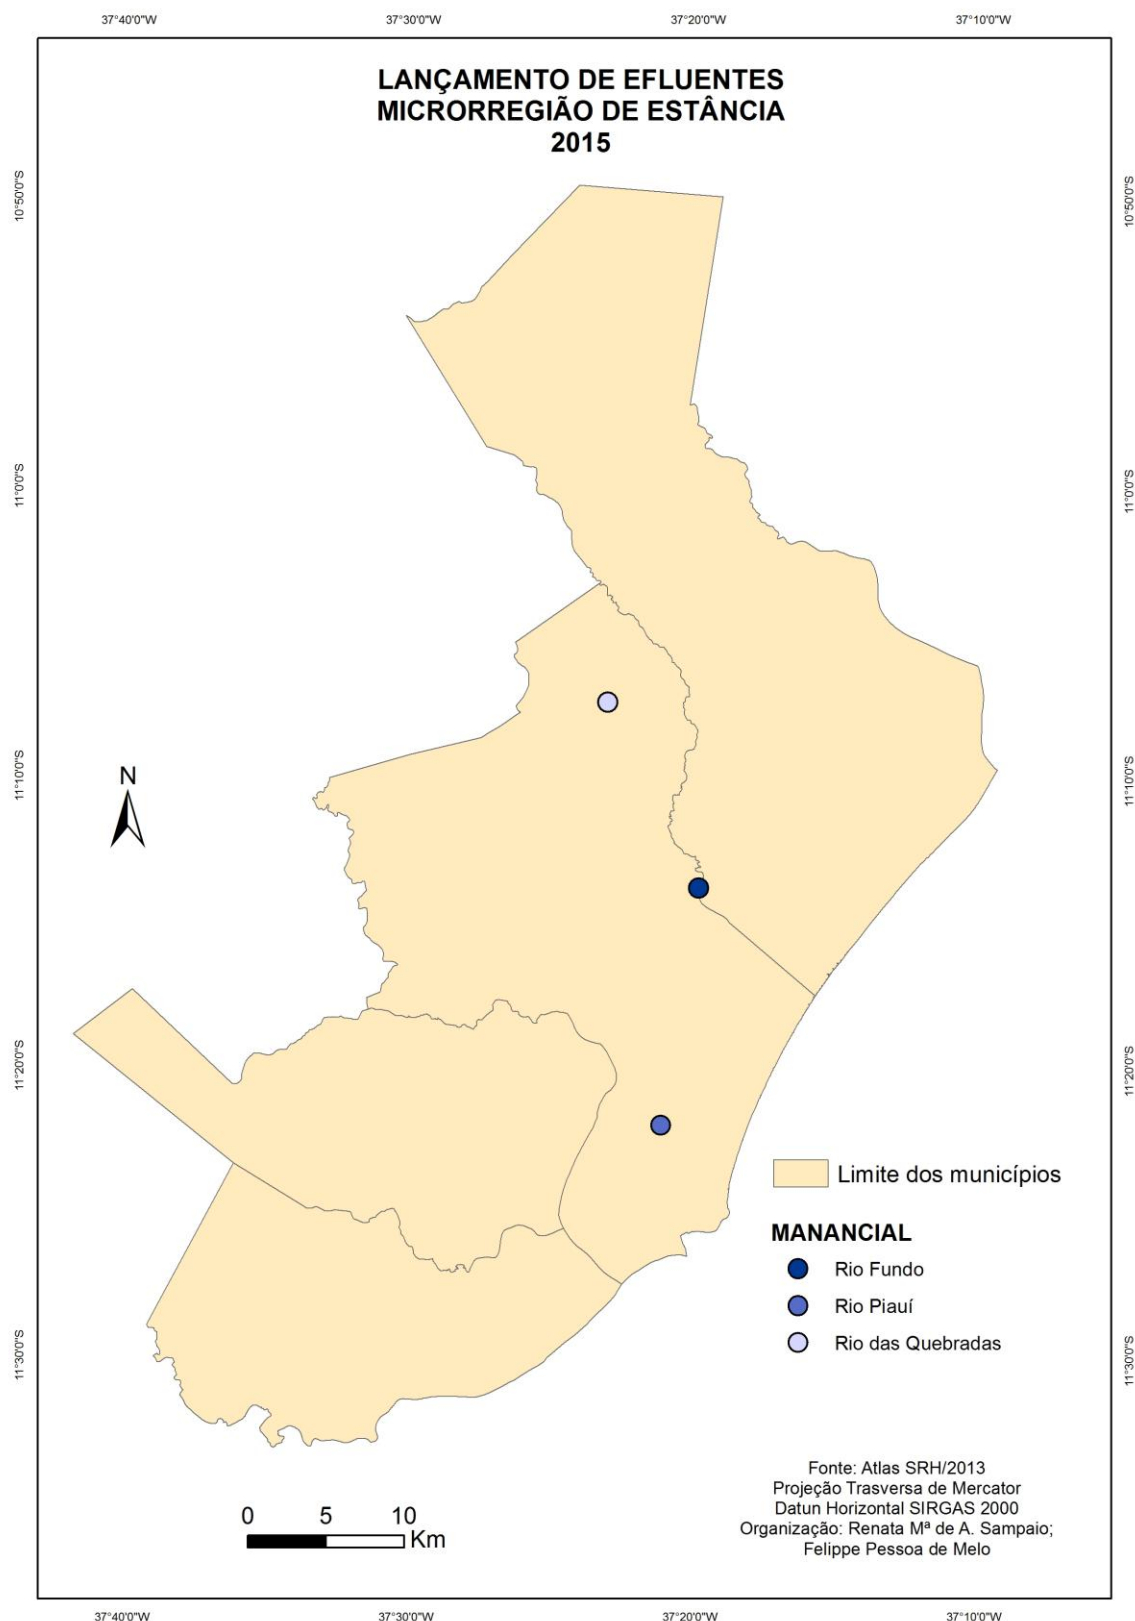 37°40'0"W 37°30'0"W 37°20'0"W 37°10'0"W
LANÇAMENTO DE EFLUENTES
MICRORREGIÃO DE ESTÂNCIA
2015
10°50'0"S 10°50'0"S
11°0'0"S 11°0'0"S
N
11°10'0"S 11°10'0"S
11°20'0"S 11°20'0"S
Limite dos municípios
MANANCIAL
Rio Fundo
Rio Piauí
Rio das Quebradas
11°30'0"S 11°30'0"S
Fonte: Atlas SRH/2013
Projeção Trasversa de Mercator
Datun Horizontal SIRGAS 2000
Organização: Renata Mª de A. Sampaio;
Felippe Pessoa de Melo
0 5 10
Km
37°40'0"W 37°30'0"W 37°20'0"W 37°10'0"W